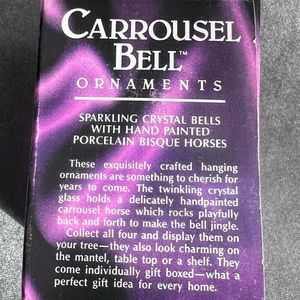 CARROUSEL
BELL™
ORNAMENTS
SPARKLING CRYSTAL BELLS
WITH HAND PAINTED
PORCELAIN BISQUE HORSES
These exquisitely crafted hanging
ornaments are something to cherish for
years to come. The twinkling crystal
glass holds a delicately handpainted
carrousel horse which rocks playfully
back and forth to make the bell jingle.
Collect all four and display them on
your tree—they also look charming on
the mantel, table top or a shelf. They
come individually gift boxed—what a
perfect gift idea for every home.